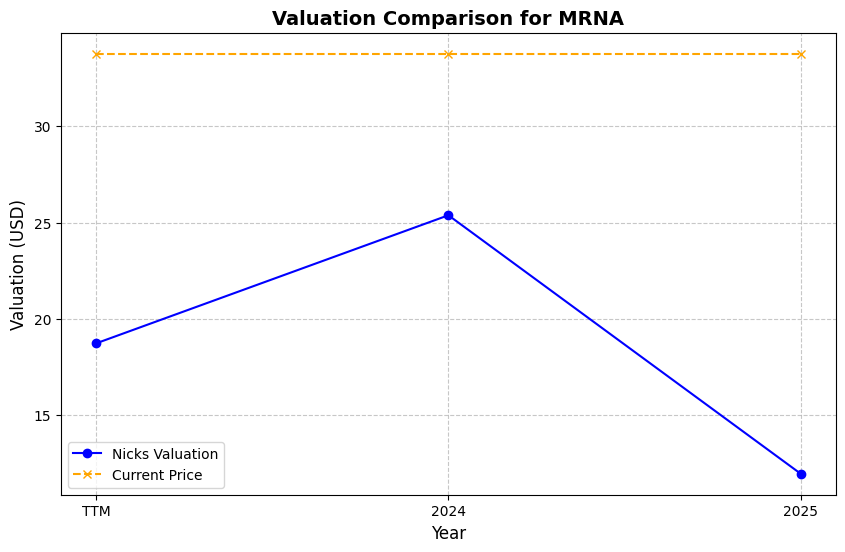 Valuation Comparison for MRNA
Valuation (USD)
30
25
20
15
Nicks Valuation
Current Price
TTM 2024 2025
Year